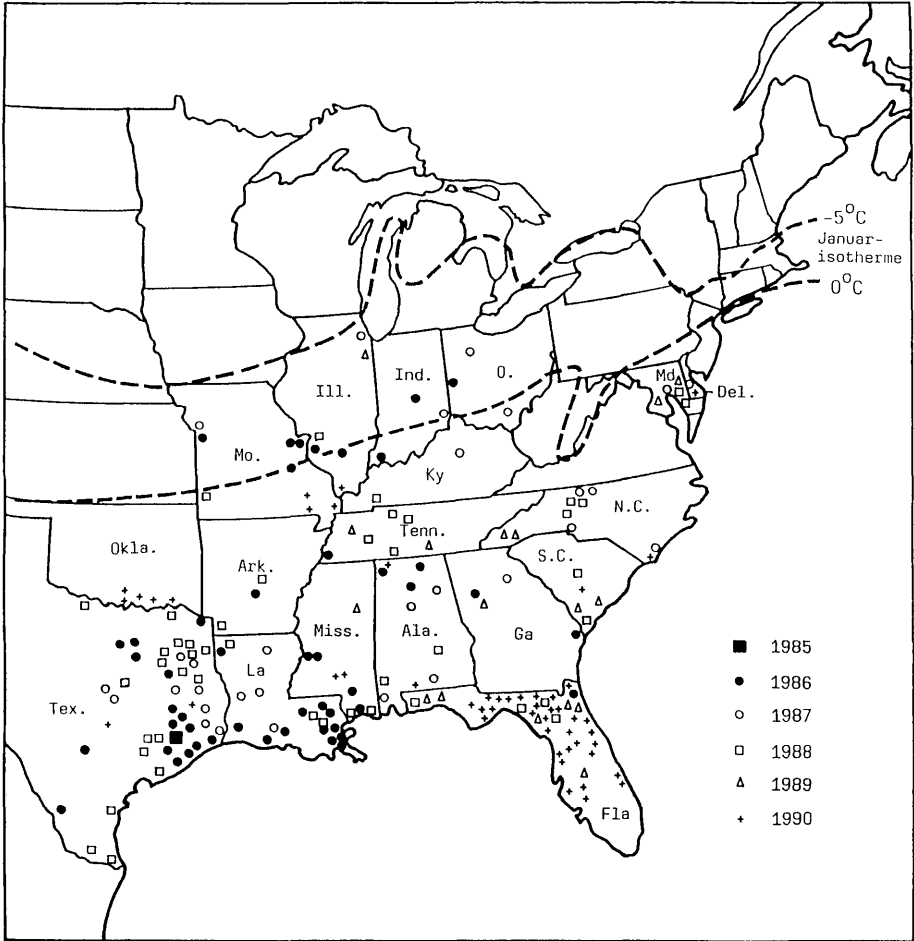 -5°C
Januar-
isotherme
0°C
Ill.
Ind.
O.
Md.
Del.
Mo.
Ky
N.C.
Okla.
Ark.
Tenn.
S.C.
Miss.
Ala.
Ga
La
Tex.
Fla
1985
1986
1987
1988
1989
1990